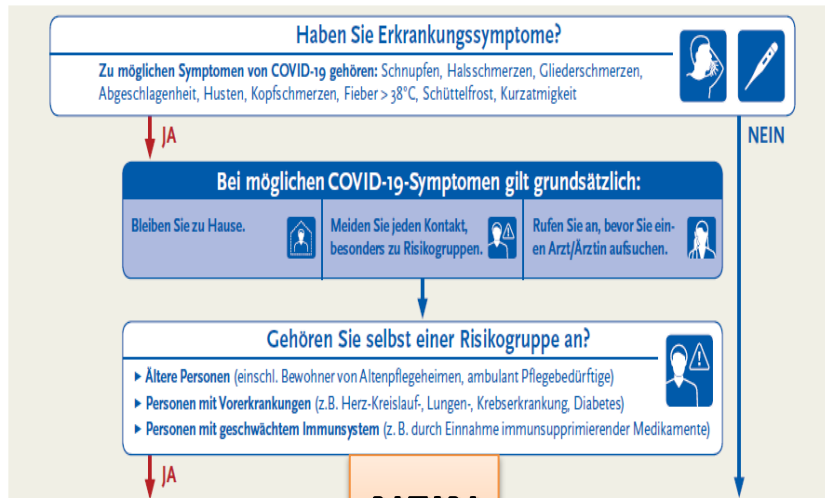 Haben Sie Erkrankungssymptome?
Zu möglichen Symptomen von COVID-19 gehören: Schnupfen, Halsschmerzen, Gliederschmerzen,
Abgeschlagenheit, Husten, Kopfschmerzen, Fieber > 38°C, Schüttelfrost, Kurzatmigkeit
JA
NEIN
Bei möglichen COVID-19-Symptomen gilt grundsätzlich:
Bleiben Sie zu Hause.
Meiden Sie jeden Kontakt,
besonders zu Risikogruppen.
Rufen Sie an, bevor Sie ein-
en Arzt/Ärztin aufsuchen.
Gehören Sie selbst einer Risikogruppe an?
▸ Ältere Personen (einschl. Bewohner von Altenpflegeheimen, ambulant Pflegebedürftige)
▸ Personen mit Vorerkrankungen (z.B. Herz-Kreislauf-, Lungen-, Krebserkrankung, Diabetes)
▸ Personen mit geschwächtem Immunsystem (z. B. durch Einnahme immunsupprimierender Medikamente)
JA